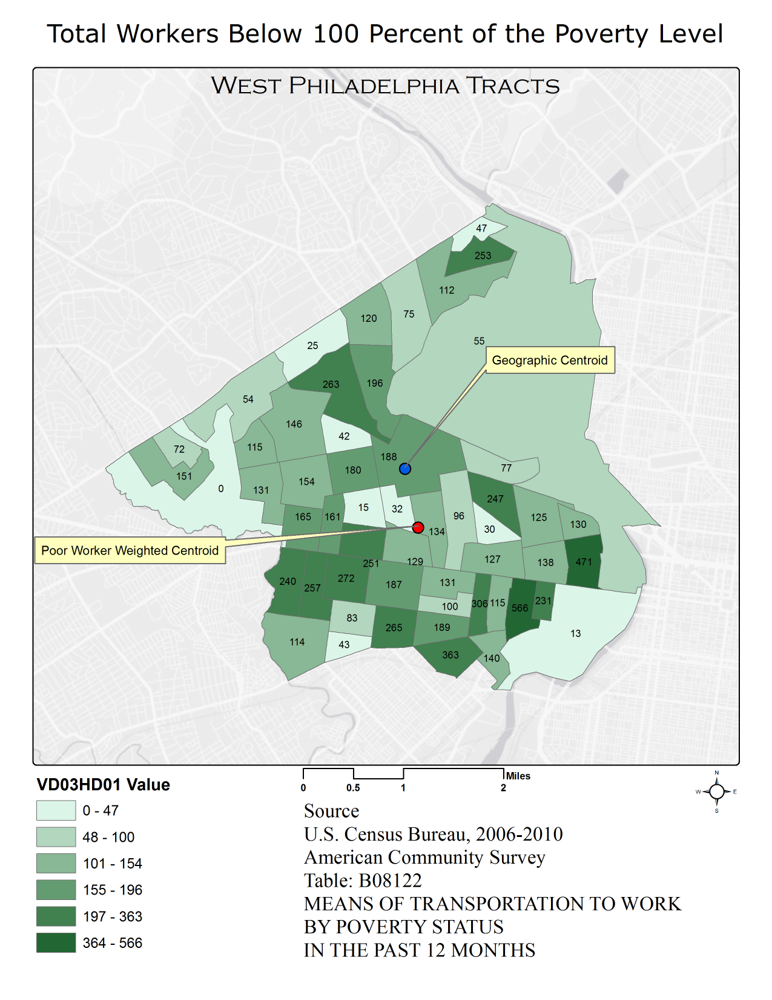 Total Workers Below 100 Percent of the Poverty Level
WEST PHILADELPHIA TRACTS
47
253
112
75
120
55
25
Geographic Centroid
263
196
54
146
42
115
72
188
77
180
151
154
0
131
247
15
32
165
161
96
125
130
30
134
Poor Worker Weighted Centroid
127
129
251
138
471
272
240
257
187
131
231
306
115
100
566
83
265
189
13
114
43
363
140
VD03HD01 Value
0 - 47
48 - 100
101 - 154
155 - 196
197 - 363
364 - 566
0 0.5 1 2
Miles
N
W E
S
Source
U.S. Census Bureau, 2006-2010
American Community Survey
Table: B08122
MEANS OF TRANSPORTATION TO WORK
BY POVERTY STATUS
IN THE PAST 12 MONTHS